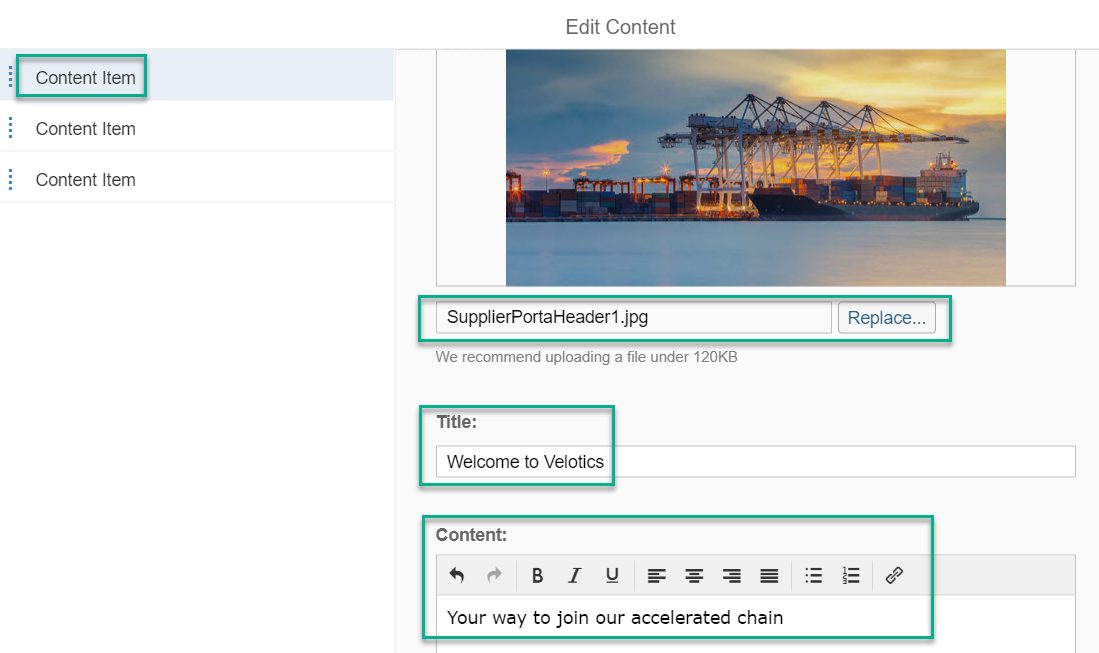 Edit Content
Content Item
Content Item
Content Item
SupplierPortaHeader1.jpg
Replace...
We recommend uploading a file under 120KB
Title:
Welcome to Velotics
Content:
B I U
Your way to join our accelerated chain